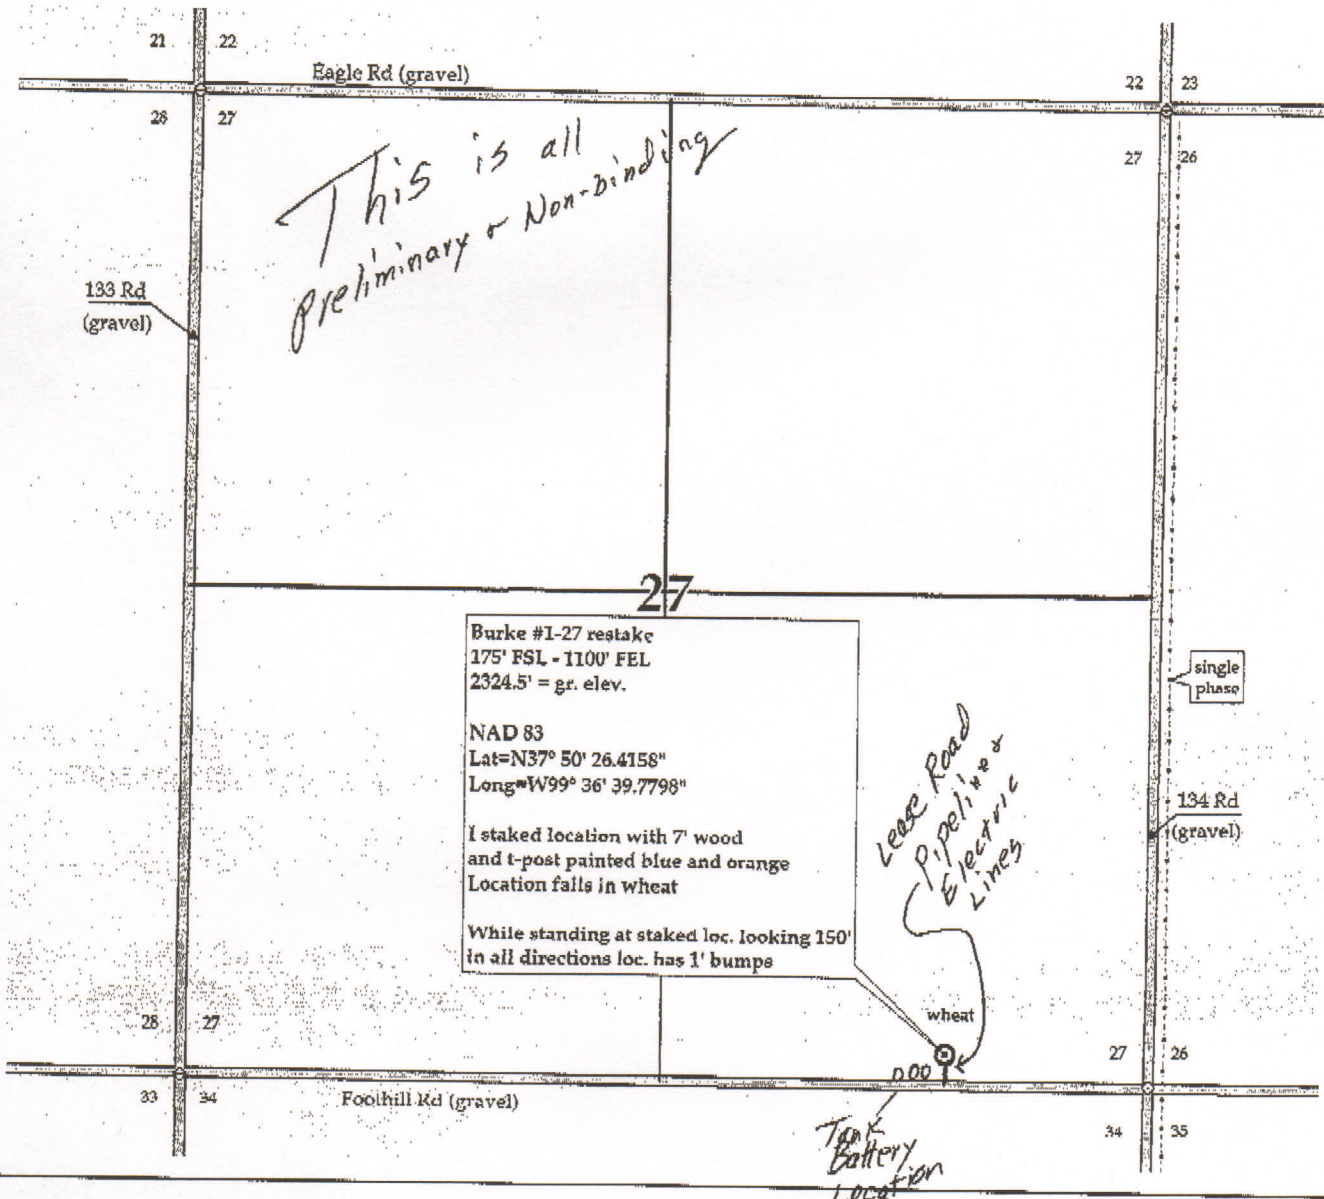 21 22
Eagle Rd (gravel)
22 23
28 27
27 26
This is all
preliminary & Non-binding
133 Rd
(gravel)
27
Burke #1-27 restake
175' FSL - 1100' FEL
2324.5' = gr. elev.
NAD 83
Lat=N37° 50' 26.4158"
Long=W99° 36' 39.7798"
I staked location with 7' wood
and t-post painted blue and orange
Location falls in wheat
While standing at staked loc. looking 150'
in all directions loc. has 1' bumps
single
phase
Lease Road
Pipelines &
Electric
Lines
134 Rd
(gravel)
wheat
28 27
27 26
33 34
Foothill Rd (gravel)
34 35
Tank
Battery
Location